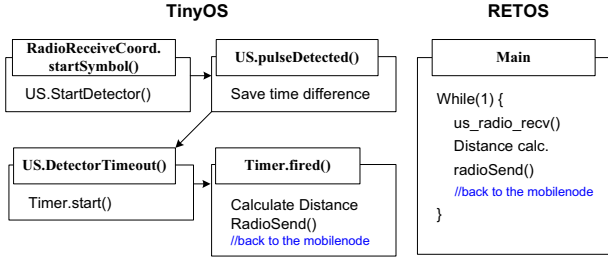 TinyOS
RadioReceiveCoord.
startSymbol()
US.StartDetector()
US.pulseDetected()
Save time difference
US.DetectorTimeout()
Timer.start()
Timer.fired()
Calculate Distance
RadioSend()
//back to the mobilenode
RETOS
Main
While(1) {
us_radio_recv()
Distance calc.
radioSend()
//back to the mobilenode
}